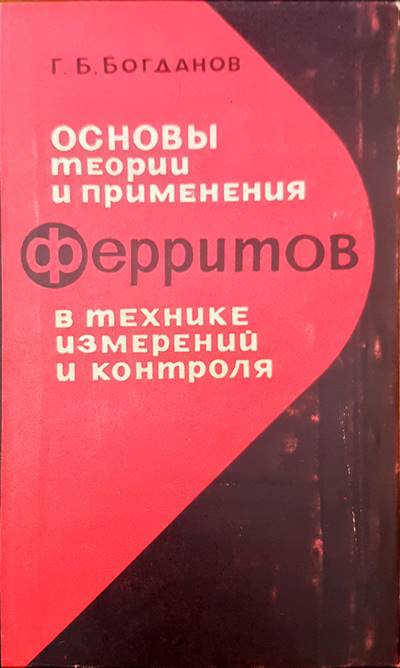 Г. Б. Богданов
ОСНОВЫ
теории
и применения
ферритов
в технике
измерений
и контроля